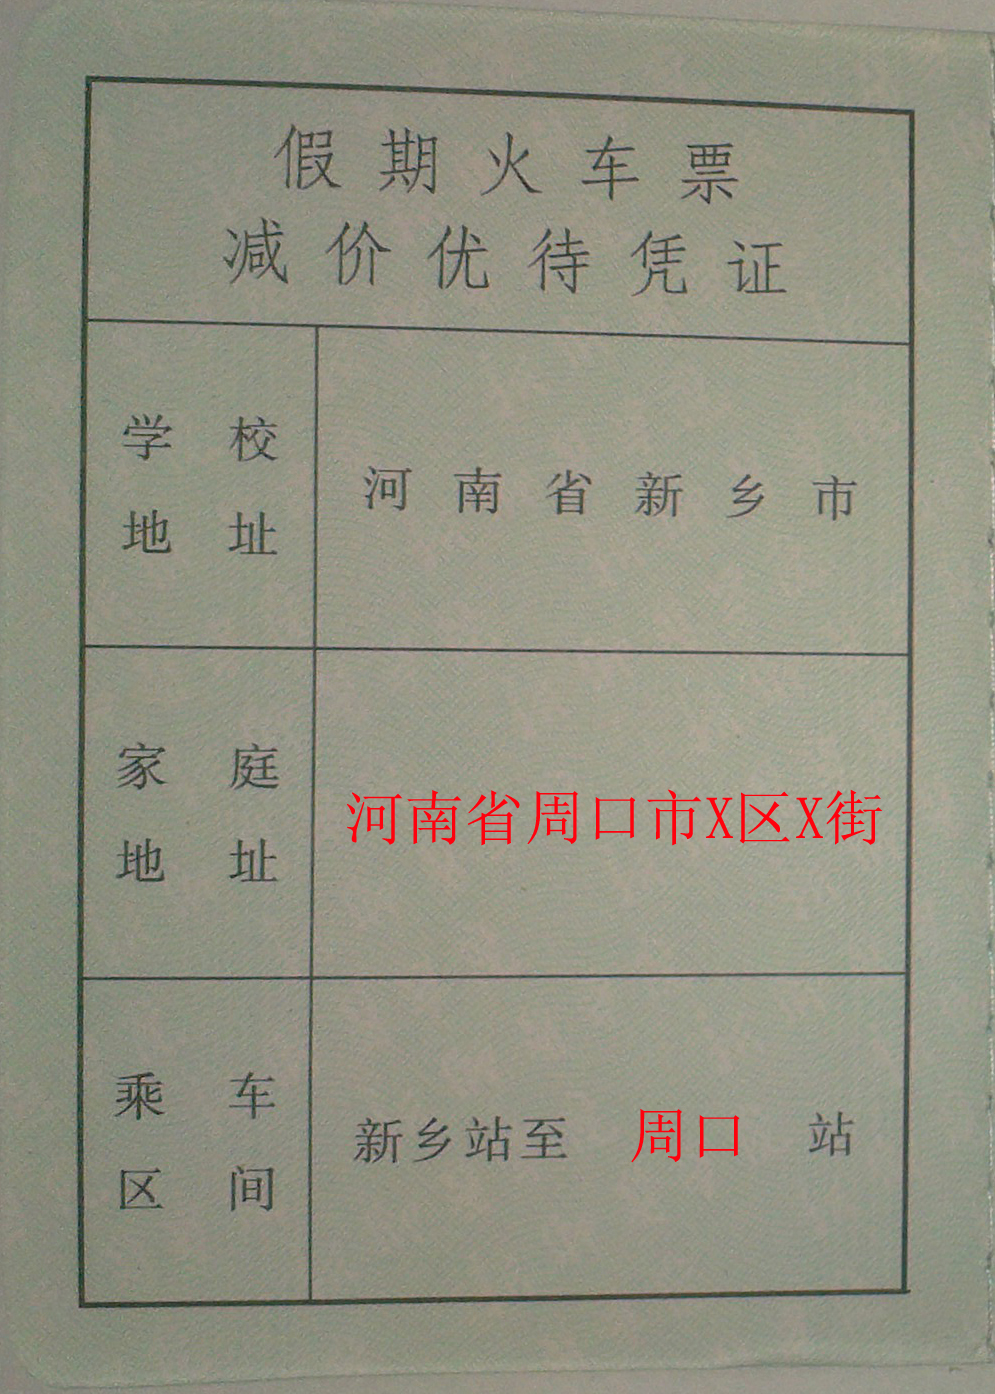 假期火车票
减价优待凭证
学校
地址
河南省新乡市
家庭
地址
河南省周口市X区X街
乘车
区间
新乡站至 周口 站